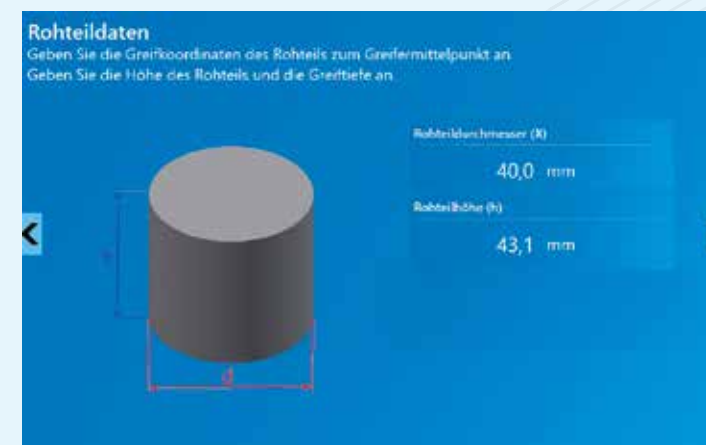 Rohteildaten
Geben Sie die Greifkoordinaten des Rohteils zum Greifermittelpunkt an
Geben Sie die Höhe des Rohteils und die Greiftiefe an
Rohteildurchmesser (X)
40,0 mm
Rohteilhöhe (h)
43,1 mm
d